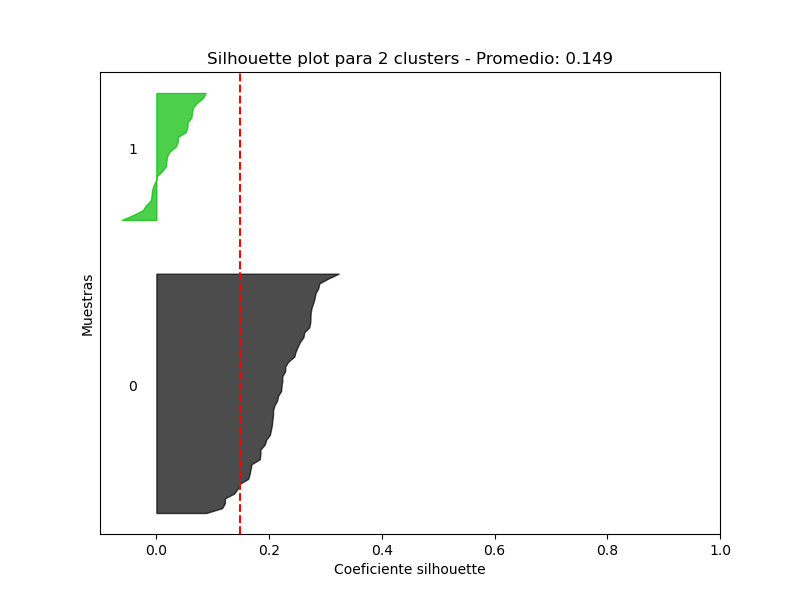 Silhouette plot para 2 clusters - Promedio: 0.149
1
0
Muestras
0.0 0.2 0.4 0.6 0.8 1.0
Coeficiente silhouette